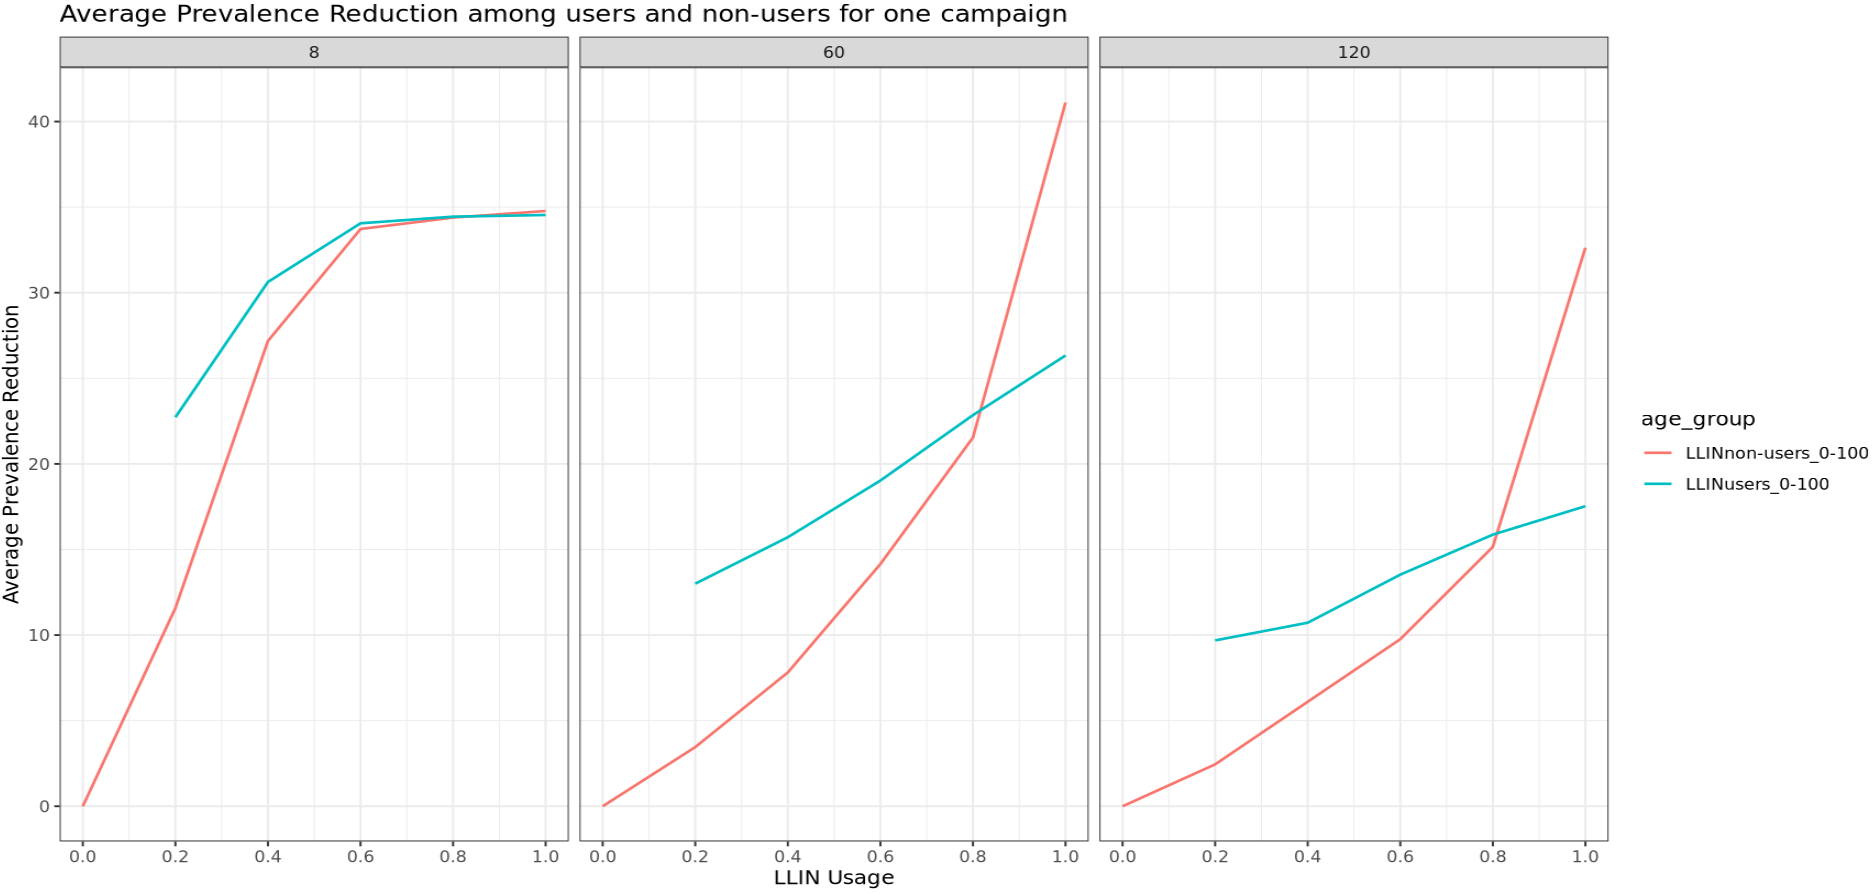 Average Prevalence Reduction among users and non-users for one campaign
8 60 120
Average Prevalence Reduction
40
30
20
10
0
0.0 0.2 0.4 0.6 0.8 1.0 0.0 0.2 0.4 0.6 0.8 1.0 0.0 0.2 0.4 0.6 0.8 1.0
LLIN Usage
age_group
LLINnon-users_0-100
LLINusers_0-100